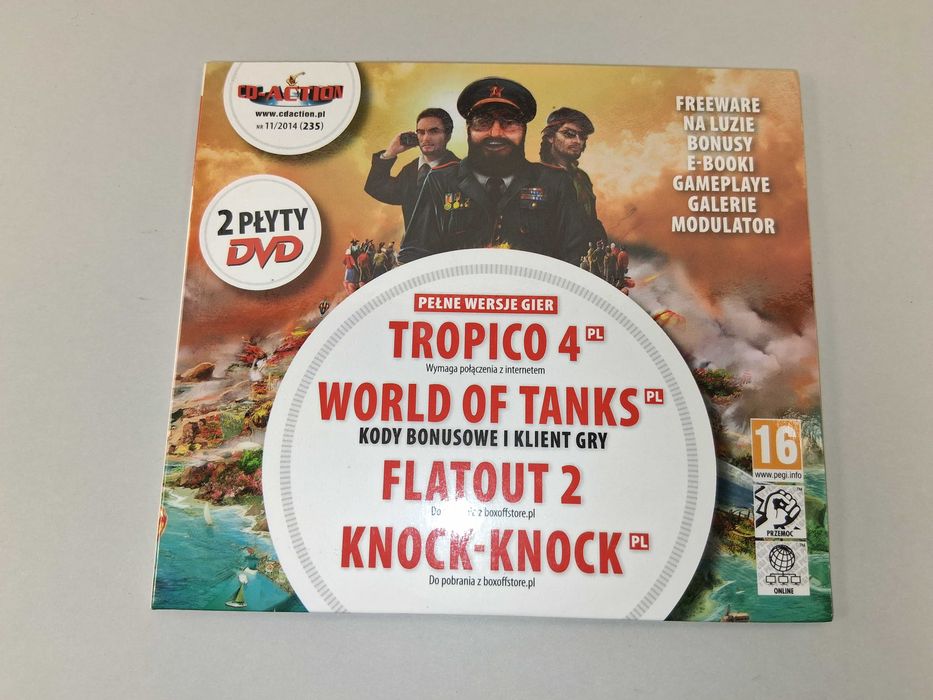 CD-ACTION
www.cdaction.pl
NR 11/2014 (235)
2 PŁYTY
DVD
FREEWARE
NA LUZIE
BONUSY
E-BOOKI
GAMEPLAYE
GALERIE
MODULATOR
PEŁNE WERSJE GIER
TROPICO 4 PL
Wymaga połączenia z internetem
WORLD OF TANKS PL
KODY BONUSOWE I KLIENT GRY
FLATOUT 2
Do z boxoffstore.pl
KNOCK-KNOCK PL
Do pobrania z boxoffstore.pl
16
www.pegi.info
PRZEMOC
ONLINE